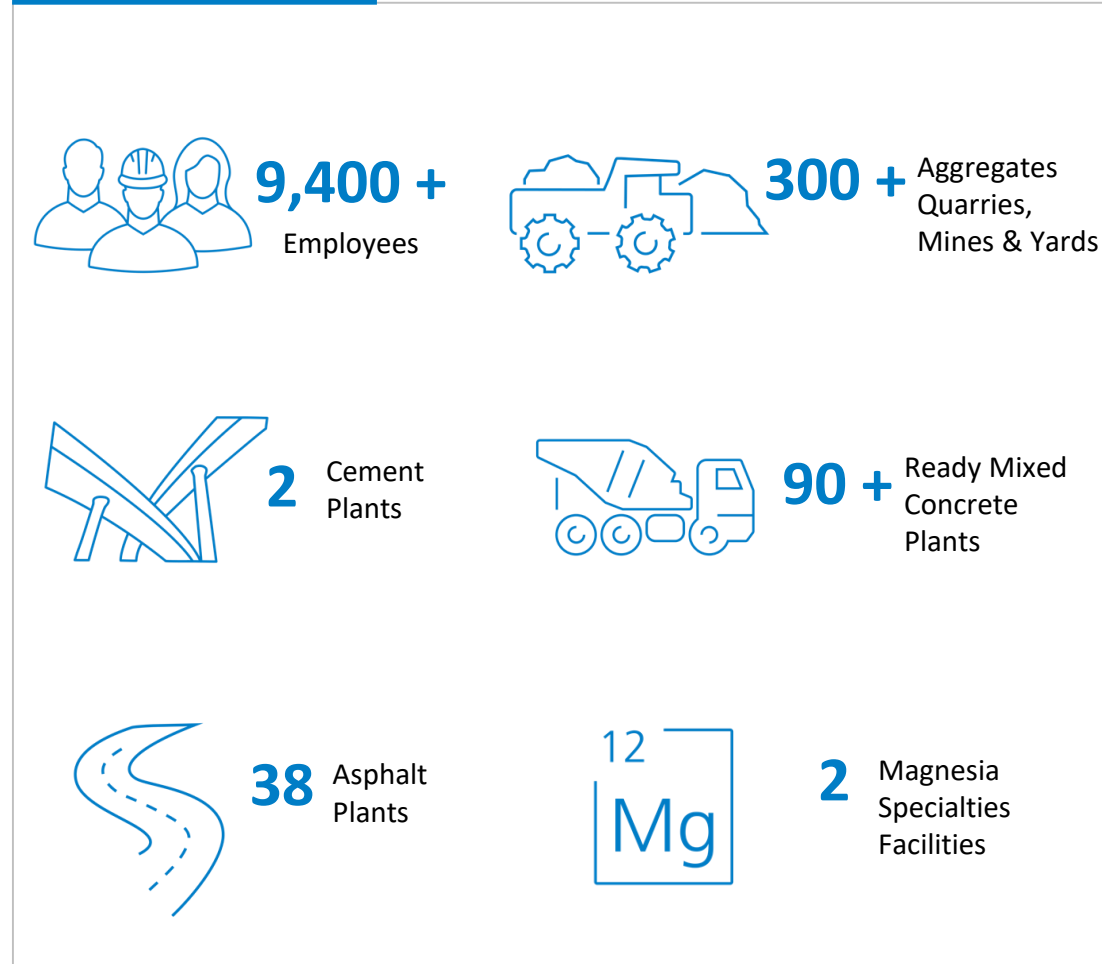 9,400 +
Employees
300 +
Aggregates
Quarries,
Mines & Yards
2
Cement
Plants
90 +
Ready Mixed
Concrete
Plants
38
Asphalt
Plants
12
Mg
2
Magnesia
Specialties
Facilities